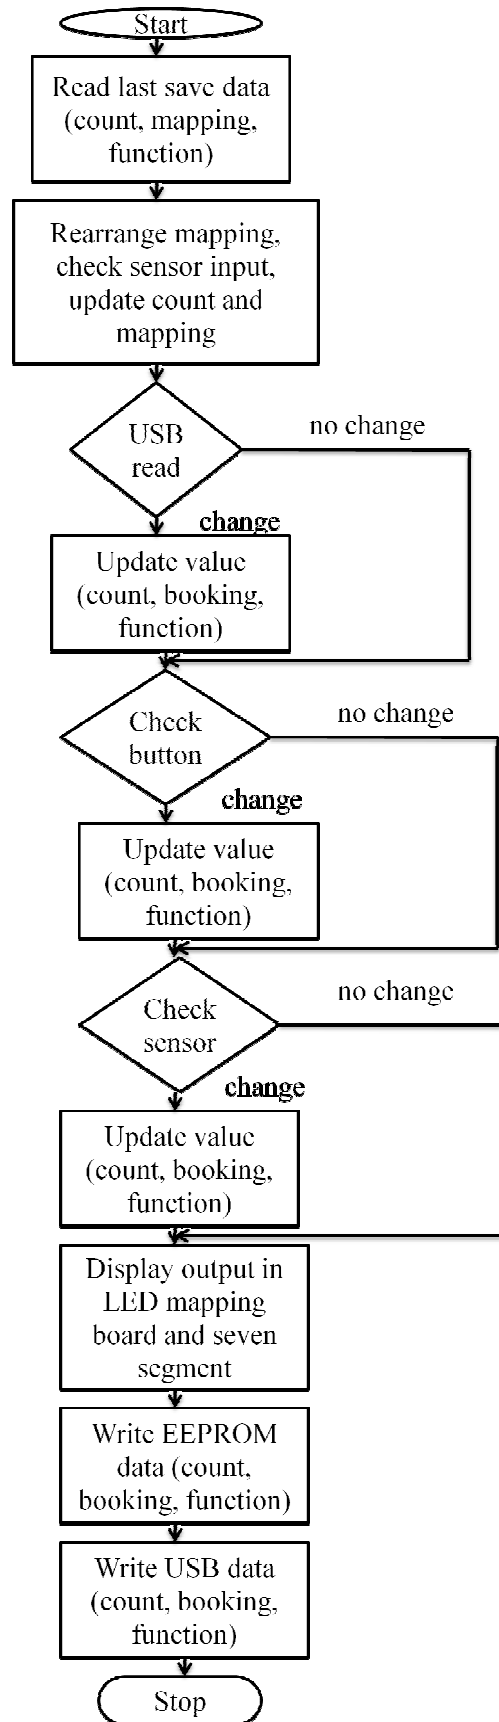 Start
Read last save data
(count, mapping,
function)
Rearrange mapping,
check sensor input,
update count and
mapping
USB
read
no change
change
Update value
(count, booking,
function)
Check
button
no change
change
Update value
(count, booking,
function)
Check
sensor
no change
change
Update value
(count, booking,
function)
Display output in
LED mapping
board and seven
segment
Write EEPROM
data (count,
booking, function)
Write USB data
(count, booking,
function)
Stop